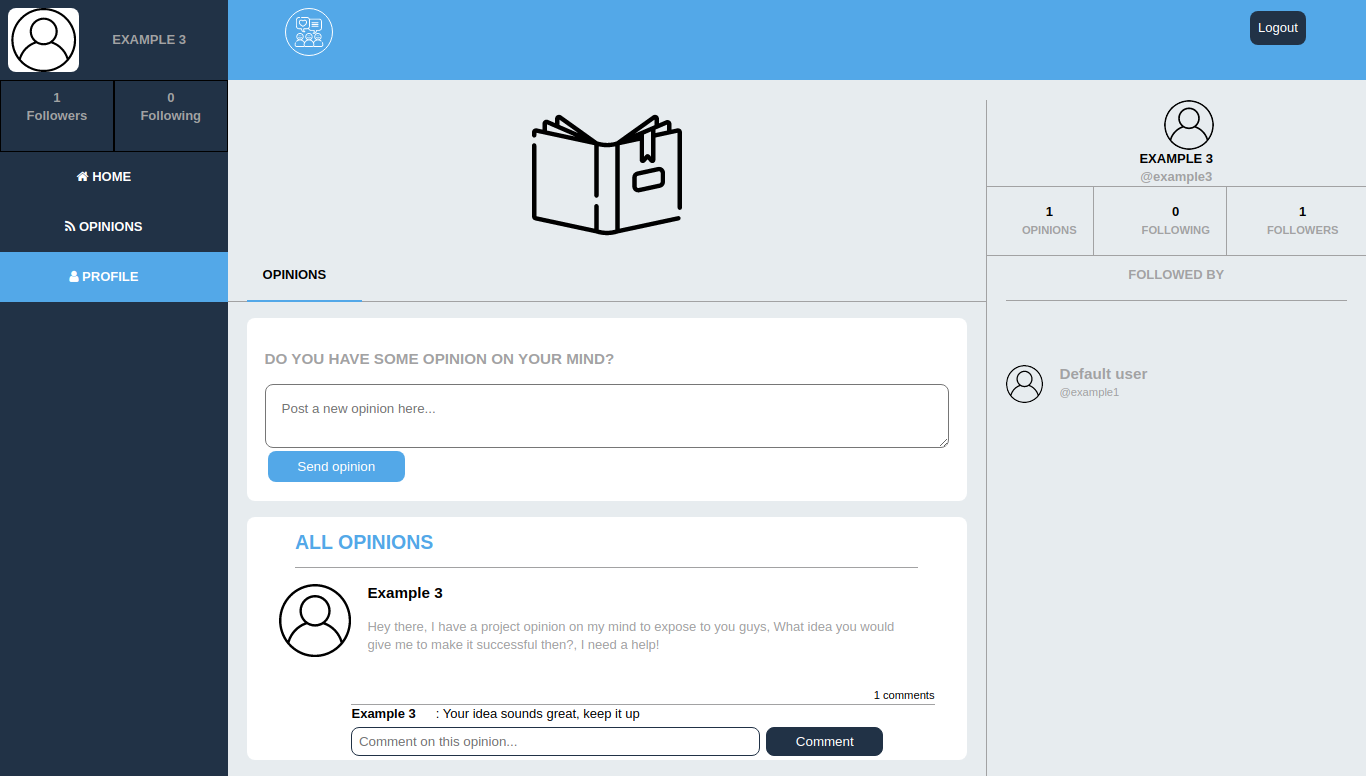 EXAMPLE 3
Logout
1
Followers
0
Following
HOME
OPINIONS
PROFILE
OPINIONS
DO YOU HAVE SOME OPINION ON YOUR MIND?
Post a new opinion here...
Send opinion
ALL OPINIONS
Example 3
Hey there, I have a project opinion on my mind to expose to you guys, What idea you would
give me to make it successful then?, I need a help!
1 comments
Example 3 : Your idea sounds great, keep it up
Comment on this opinion...
Comment
EXAMPLE 3
@example3
1
OPINIONS
0
FOLLOWING
1
FOLLOWERS
FOLLOWED BY
Default user
@example1